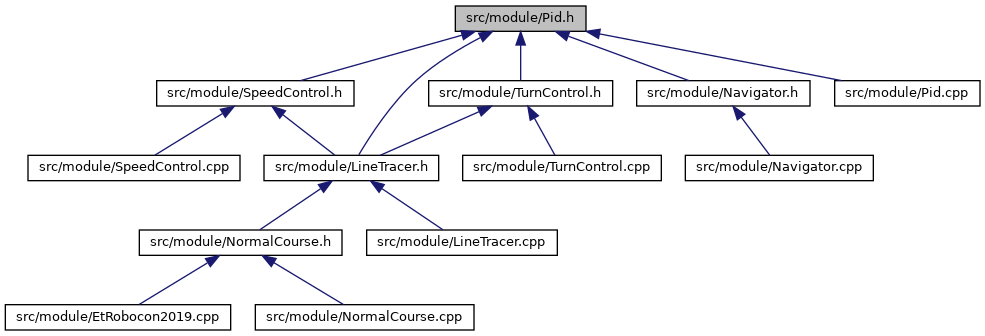 src/module/Pid.h
src/module/SpeedControl.h
src/module/TurnControl.h
src/module/Navigator.h
src/module/Pid.cpp
src/module/SpeedControl.cpp
src/module/LineTracer.h
src/module/TurnControl.cpp
src/module/Navigator.cpp
src/module/NormalCourse.h
src/module/LineTracer.cpp
src/module/EtRobocon2019.cpp
src/module/NormalCourse.cpp